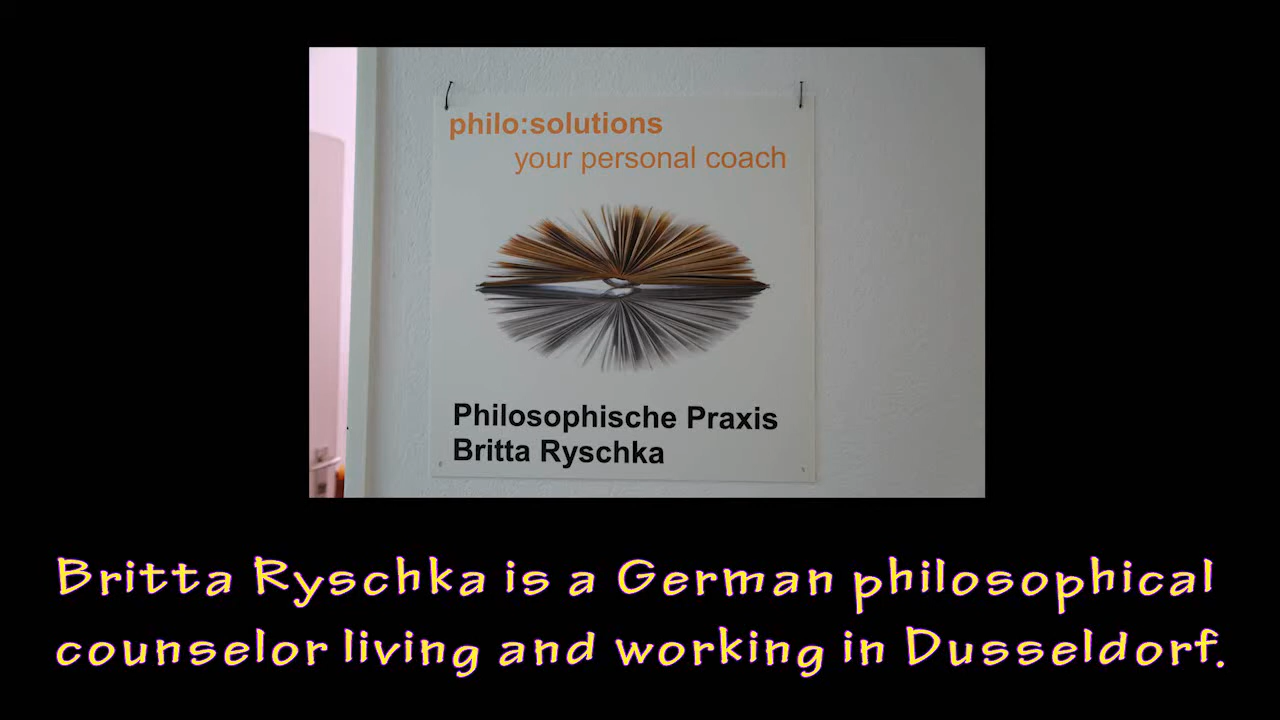 philo:solutions
your personal coach
Philosophische Praxis
Britta Ryschka
Britta Ryschka is a German philosophical
counselor living and working in Dusseldorf.